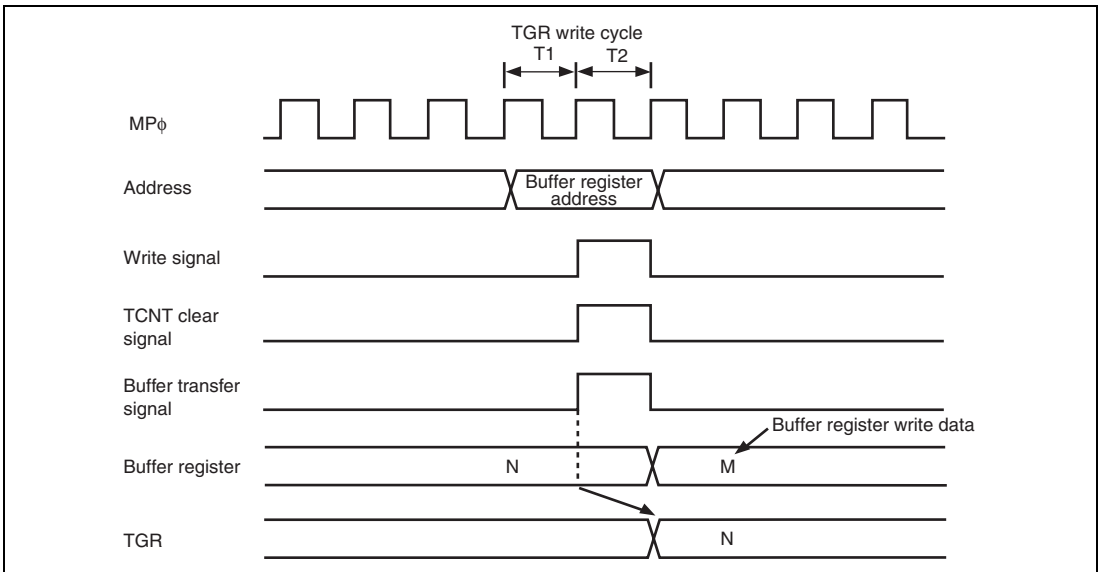 TGR write cycle
T1 T2
MPϕ
Address
Buffer register
address
Write signal
TCNT clear
signal
Buffer transfer
signal
Buffer register write data
Buffer register
N M
TGR
N